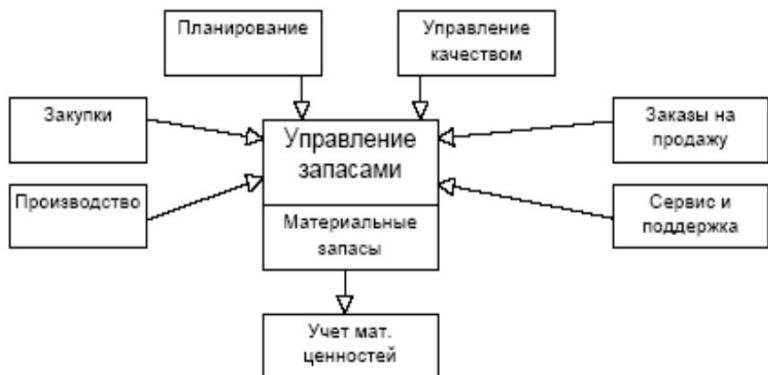 Планирование
Управление
качеством
Закупки
Управление
запасами
Заказы на
продажу
Производство
Материальные
запасы
Сервис и
поддержка
Учет мат.
ценностей